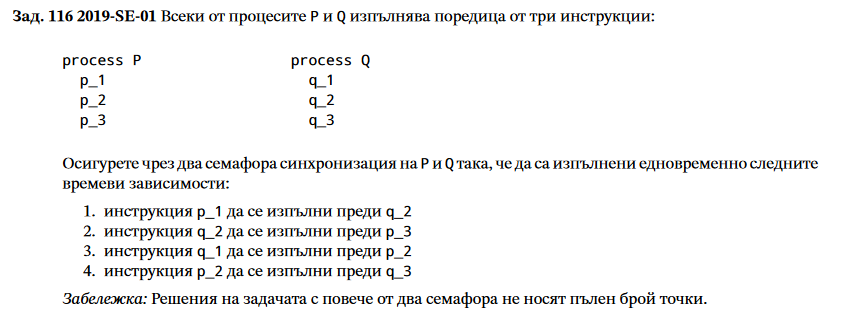 Зад. 116 2019-SE-01 Всеки от процесите P и Q изпълнява поредица от три инструкции:
process P process Q
p_1 q_1
p_2 q_2
p_3 q_3
Осигурете чрез два семафора синхронизация на P и Q така, че да са изпълнени едновременно следните
времеви зависимости:
1. инструкция p_1 да се изпълни преди q_2
2. инструкция q_2 да се изпълни преди p_3
3. инструкция q_1 да се изпълни преди p_2
4. инструкция p_2 да се изпълни преди q_3
Забележка: Решения на задачата с повече от два семафора не носят пълен брой точки.